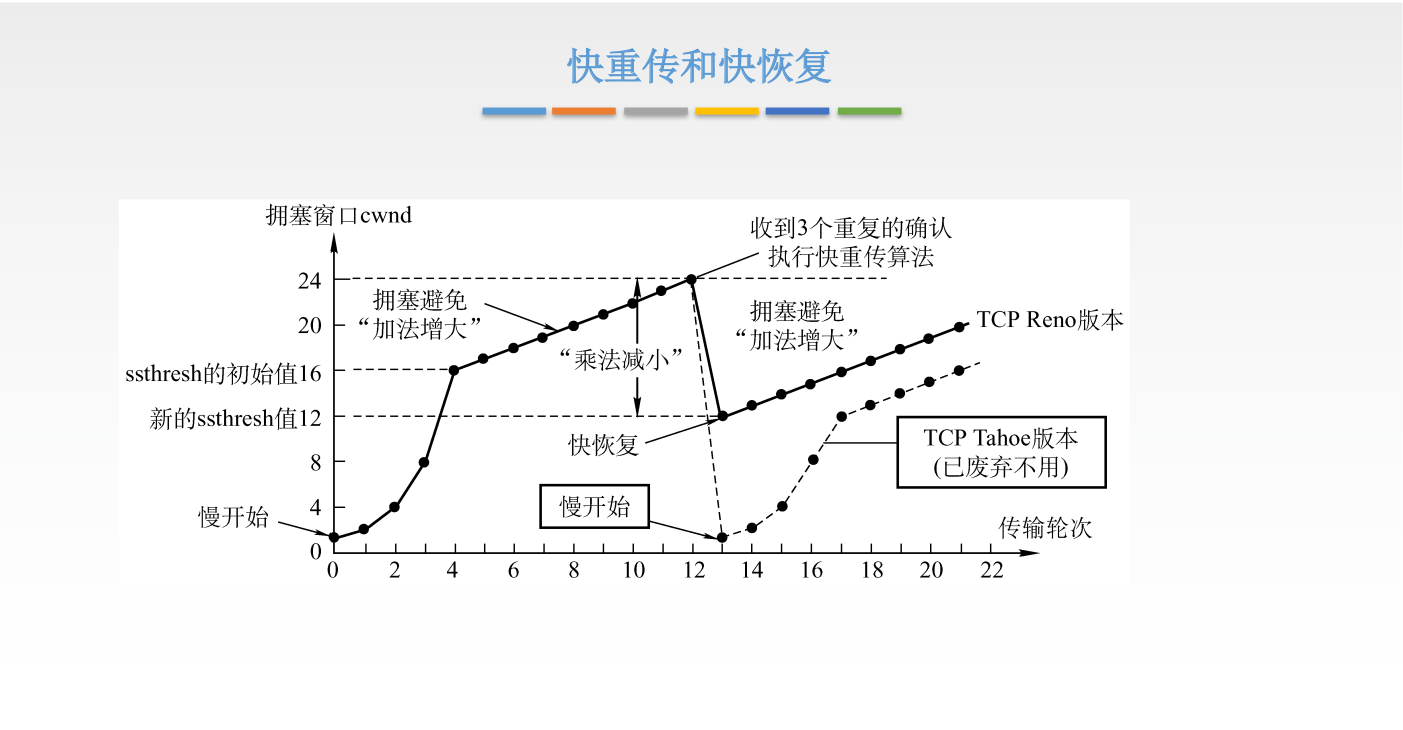 快重传和快恢复
拥塞窗口cwnd
收到3个重复的确认
执行快重传算法
24
拥塞避免
“加法增大”
拥塞避免
“加法增大”
20
TCP Reno版本
“乘法减小”
ssthresh的初始值16
新的ssthresh值12
快恢复
TCP Tahoe版本
(已废弃不用)
8
慢开始
4
慢开始
传输轮次
0
0 2 4 6 8 10 12 14 16 18 20 22